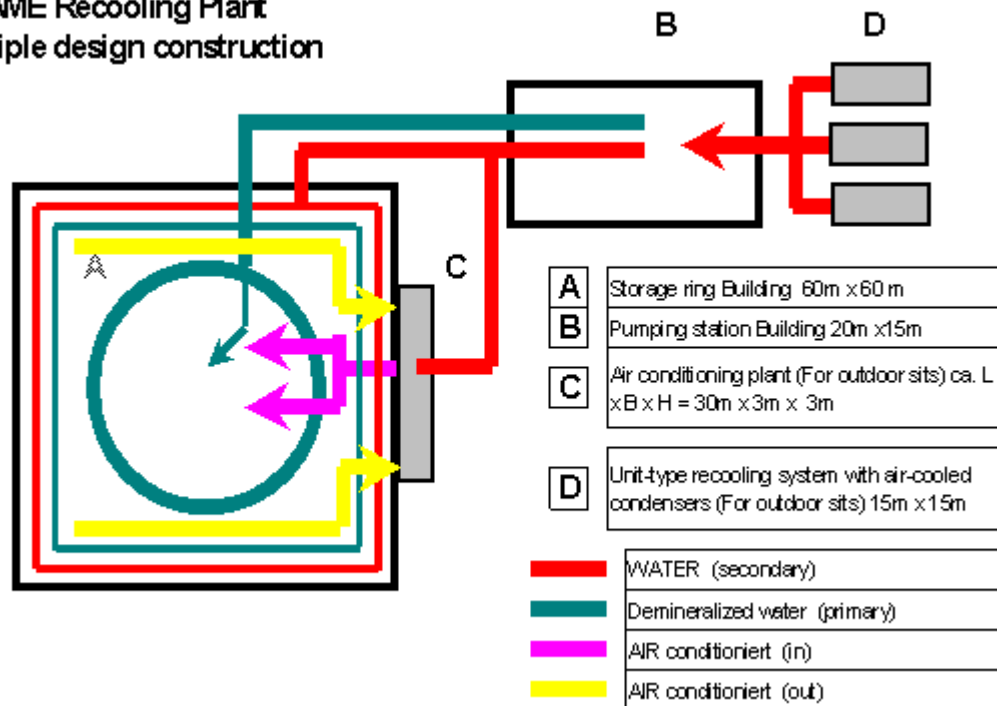 Recooling Plant
design construction
B
D
A
C
A
Storage ring Building 60m x 60 m
B
Pumping station Building 20m x15m
C
Air conditioning plant (For outdoor sits) ca. L
x B x H = 30m x 3m x 3m
D
Unit-type recooling system with air-cooled
condensers (For outdoor sits) 15m x 15m
WATER (secondary)
Demineralized water (primary)
AIR conditioniert (in)
AIR conditioniert (out)